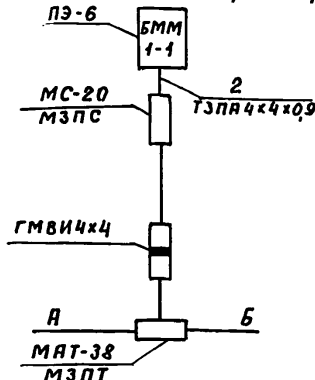 ПЭ-6
БММ
1-1
2
ТЗПА4×4×0,9
МС-20
МЗПС
ГМВИ4×4
А
Б
МАТ-38
МЗПТ